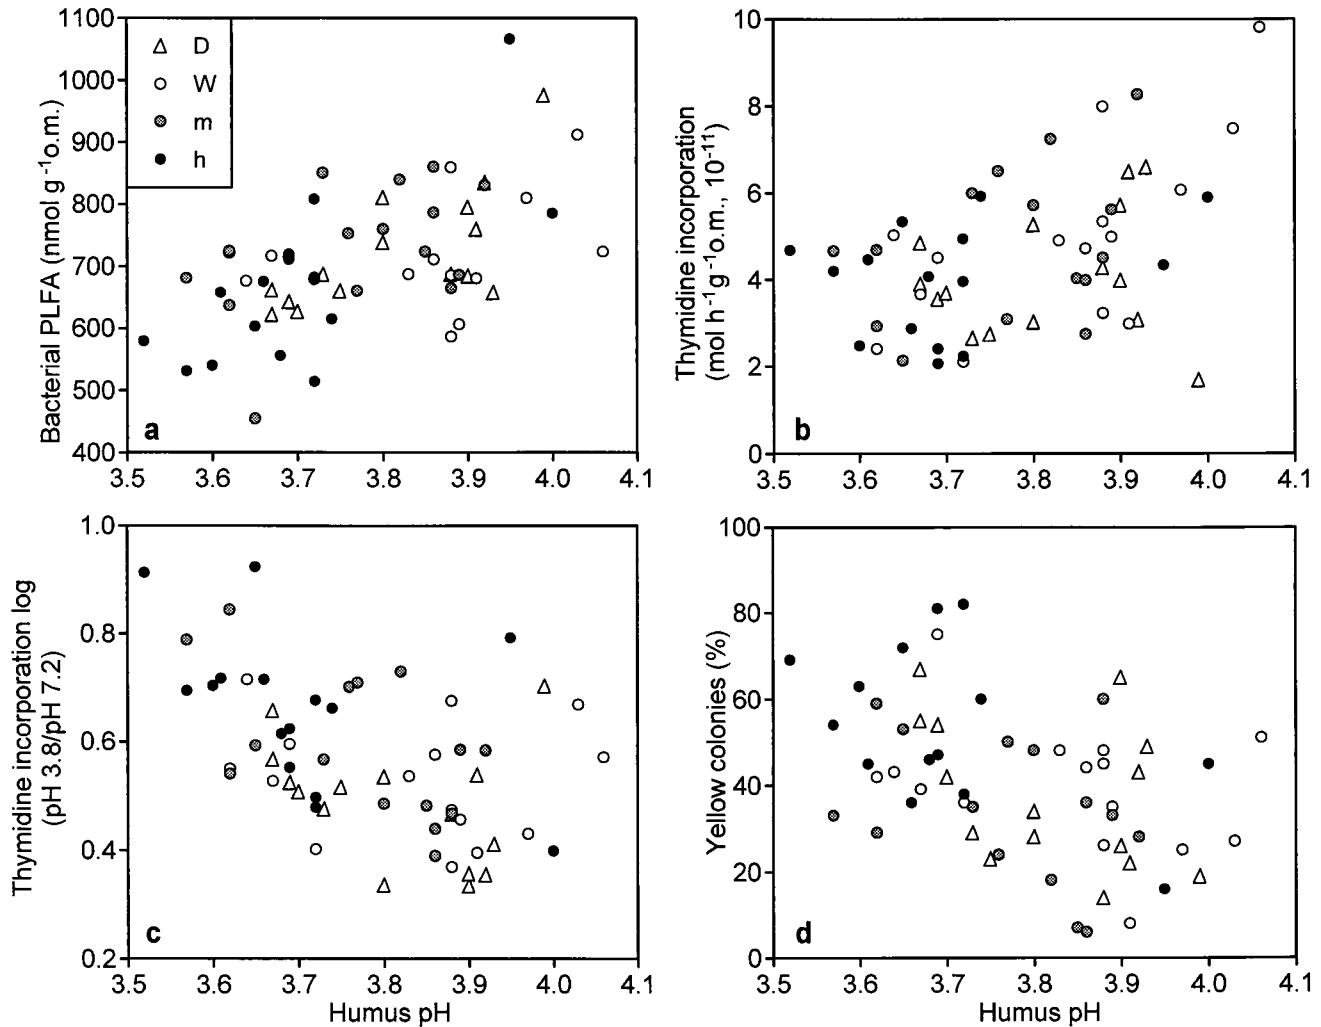 1100
1000
900
800
700
600
500
400
Bacterial PLFA (nmol g⁻¹o.m.)
D
W
m
h
a
3.5 3.6 3.7 3.8 3.9 4.0 4.1
10
8
6
4
2
0
Thymidine incorporation
(mol h⁻¹g⁻¹o.m., 10⁻¹¹)
b
3.5 3.6 3.7 3.8 3.9 4.0 4.1
1.0
0.8
0.6
0.4
0.2
Thymidine incorporation log
(pH 3.8/pH 7.2)
c
3.5 3.6 3.7 3.8 3.9 4.0 4.1
Humus pH
100
80
60
40
20
0
Yellow colonies (%)
d
3.5 3.6 3.7 3.8 3.9 4.0 4.1
Humus pH